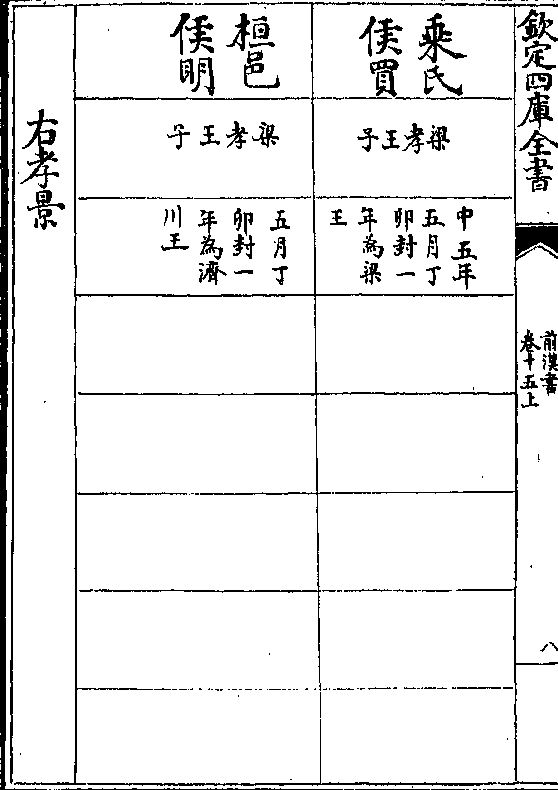 欽定四庫全書
前漢書
卷十五上
八
乘氏
侯買
梁孝王子
中五年
五月丁
卯封一
年為梁
王
桓邑
侯明
梁孝王子
五月丁
卯封一
年為濟
川王
右孝景